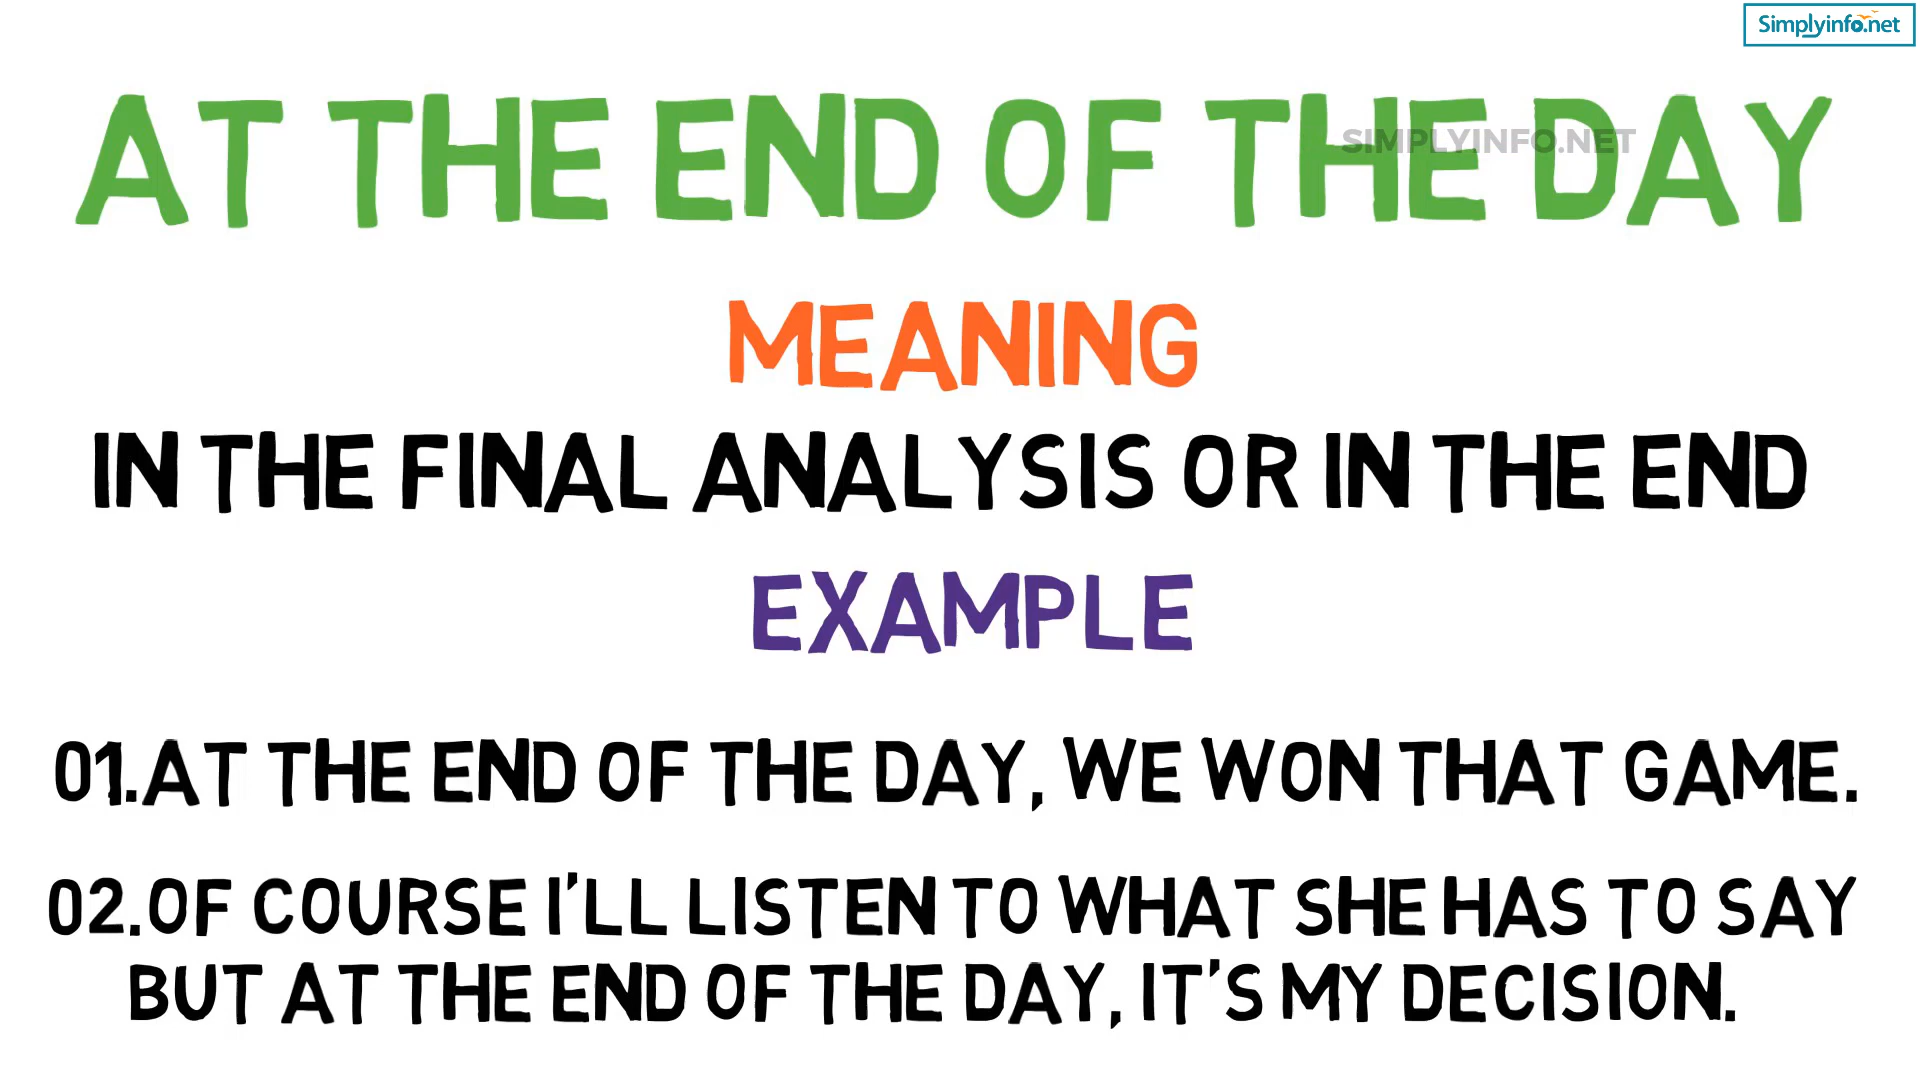 Simplyinfo.net
AT THE END OF THE DAY
SIMPLYINFO.NET
MEANING
IN THE FINAL ANALYSIS OR IN THE END
EXAMPLE
01.AT THE END OF THE DAY, WE WON THAT GAME.
02.OF COURSE I'LL LISTEN TO WHAT SHE HAS TO SAY
BUT AT THE END OF THE DAY, IT'S MY DECISION.